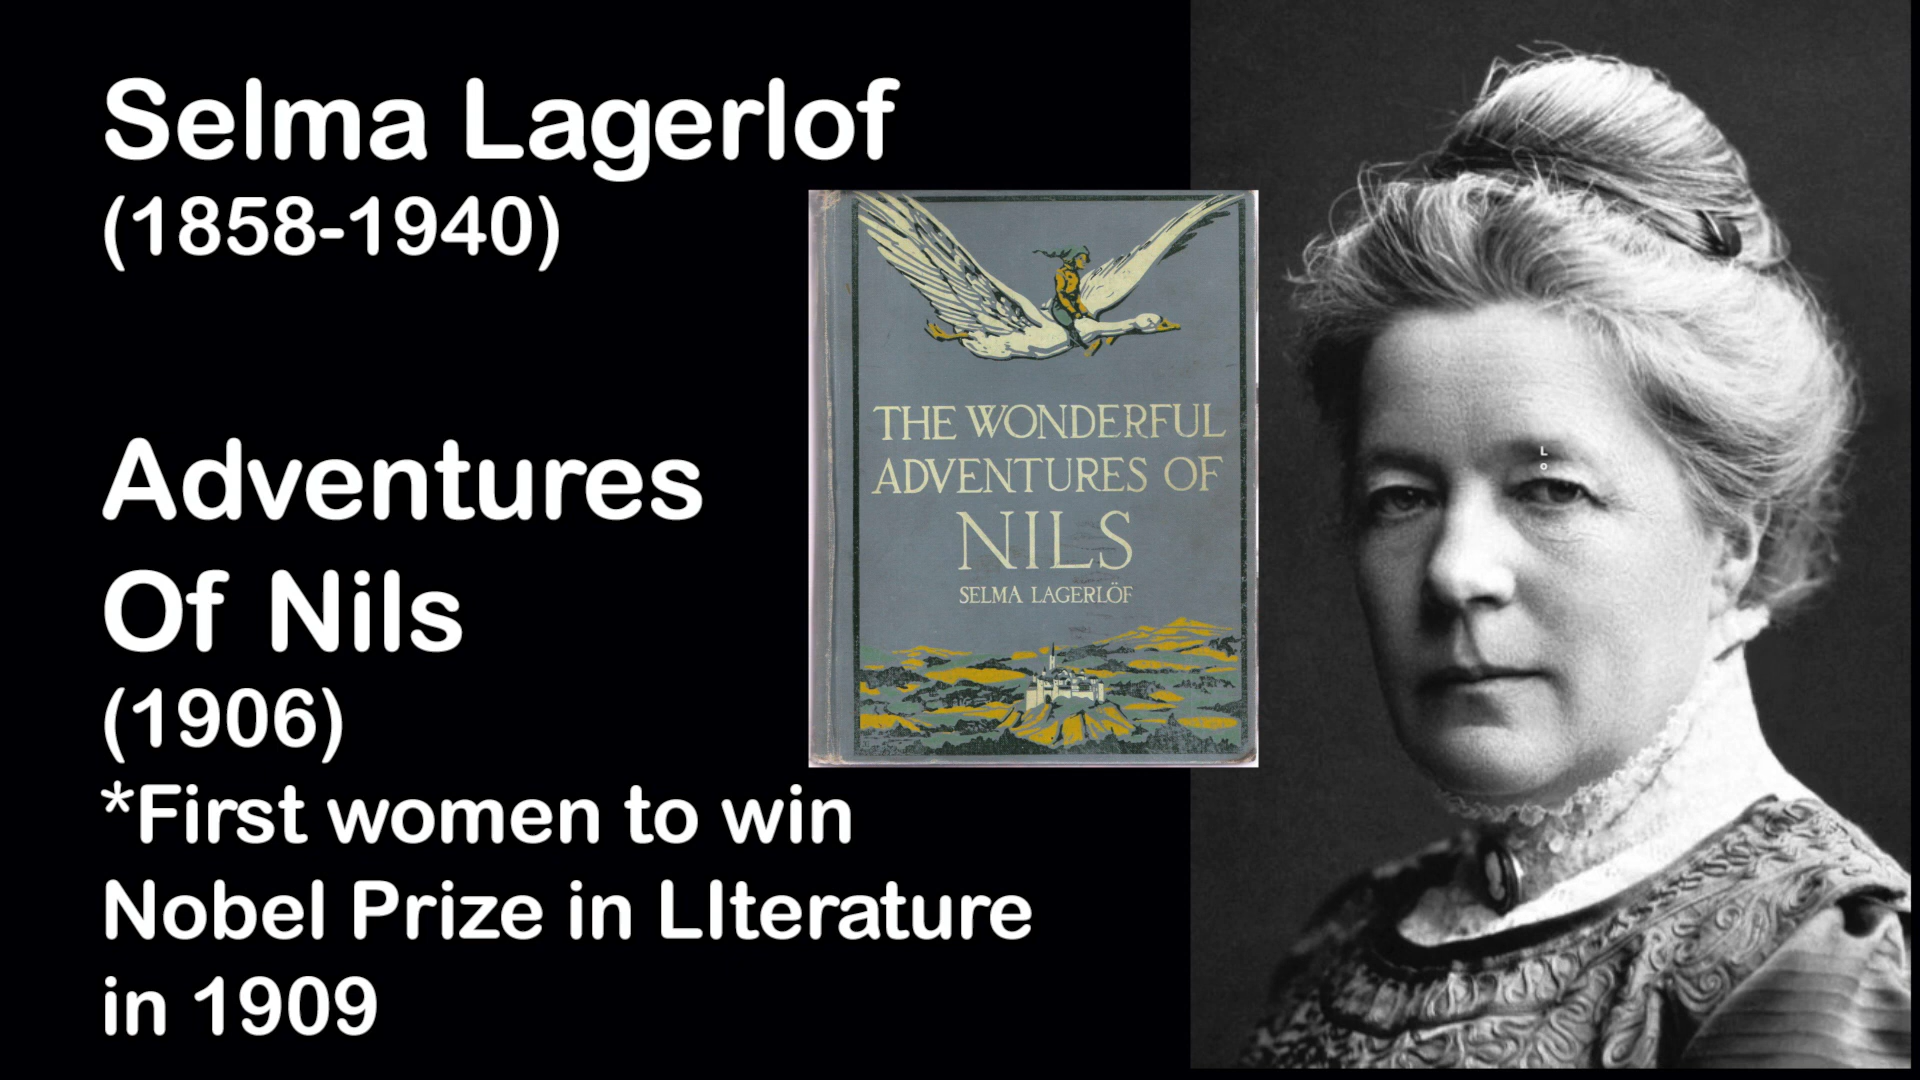 Selma Lagerlof
(1858-1940)
Adventures
Of Nils
(1906)
*First women to win
Nobel Prize in LIterature
in 1909
THE WONDERFUL
ADVENTURES OF
NILS
SELMA LAGERLÖF
L
O